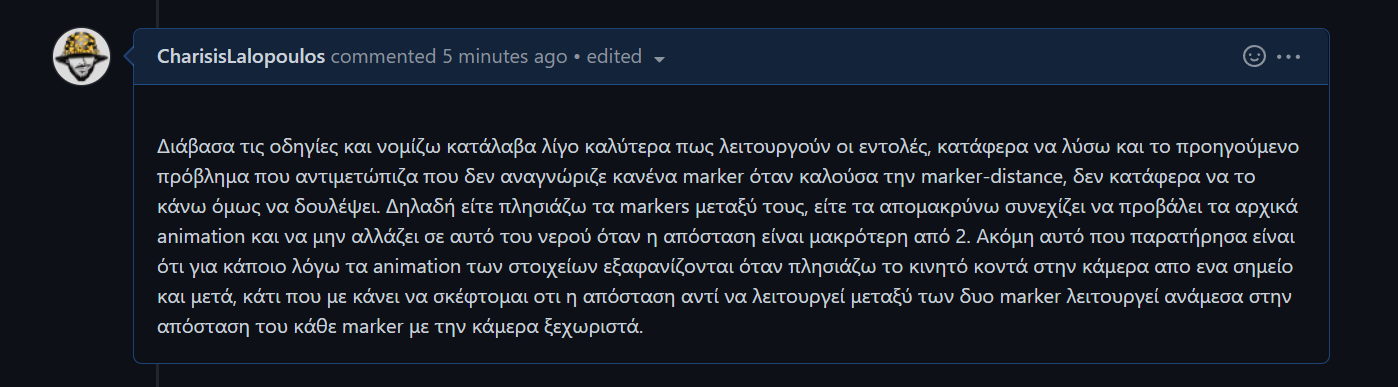 CharisisLalopoulos commented 5 minutes ago • edited
Διάβασα τις οδηγίες και νομίζω κατάλαβα λίγο καλύτερα πως λειτουργούν οι εντολές, κατάφερα να λύσω και το προηγούμενο
πρόβλημα που αντιμετώπιζα που δεν αναγνώριζε κανένα marker όταν καλούσα την marker-distance, δεν κατάφερα να το
κάνω όμως να δουλέψει. Δηλαδή είτε πλησιάζω τα markers μεταξύ τους, είτε τα απομακρύνω συνεχίζει να προβάλει τα αρχικά
animation και να μην αλλάζει σε αυτό του νερού όταν η απόσταση είναι μακρότερη από 2. Ακόμη αυτό που παρατήρησα είναι
ότι για κάποιο λόγω τα animation των στοιχείων εξαφανίζονται όταν πλησιάζω το κινητό κοντά στην κάμερα απο ενα σημείο
και μετά, κάτι που με κάνει να σκέφτομαι οτι η απόσταση αντί να λειτουργεί μεταξύ των δυο marker λειτουργεί ανάμεσα στην
απόσταση του κάθε marker με την κάμερα ξεχωριστά.